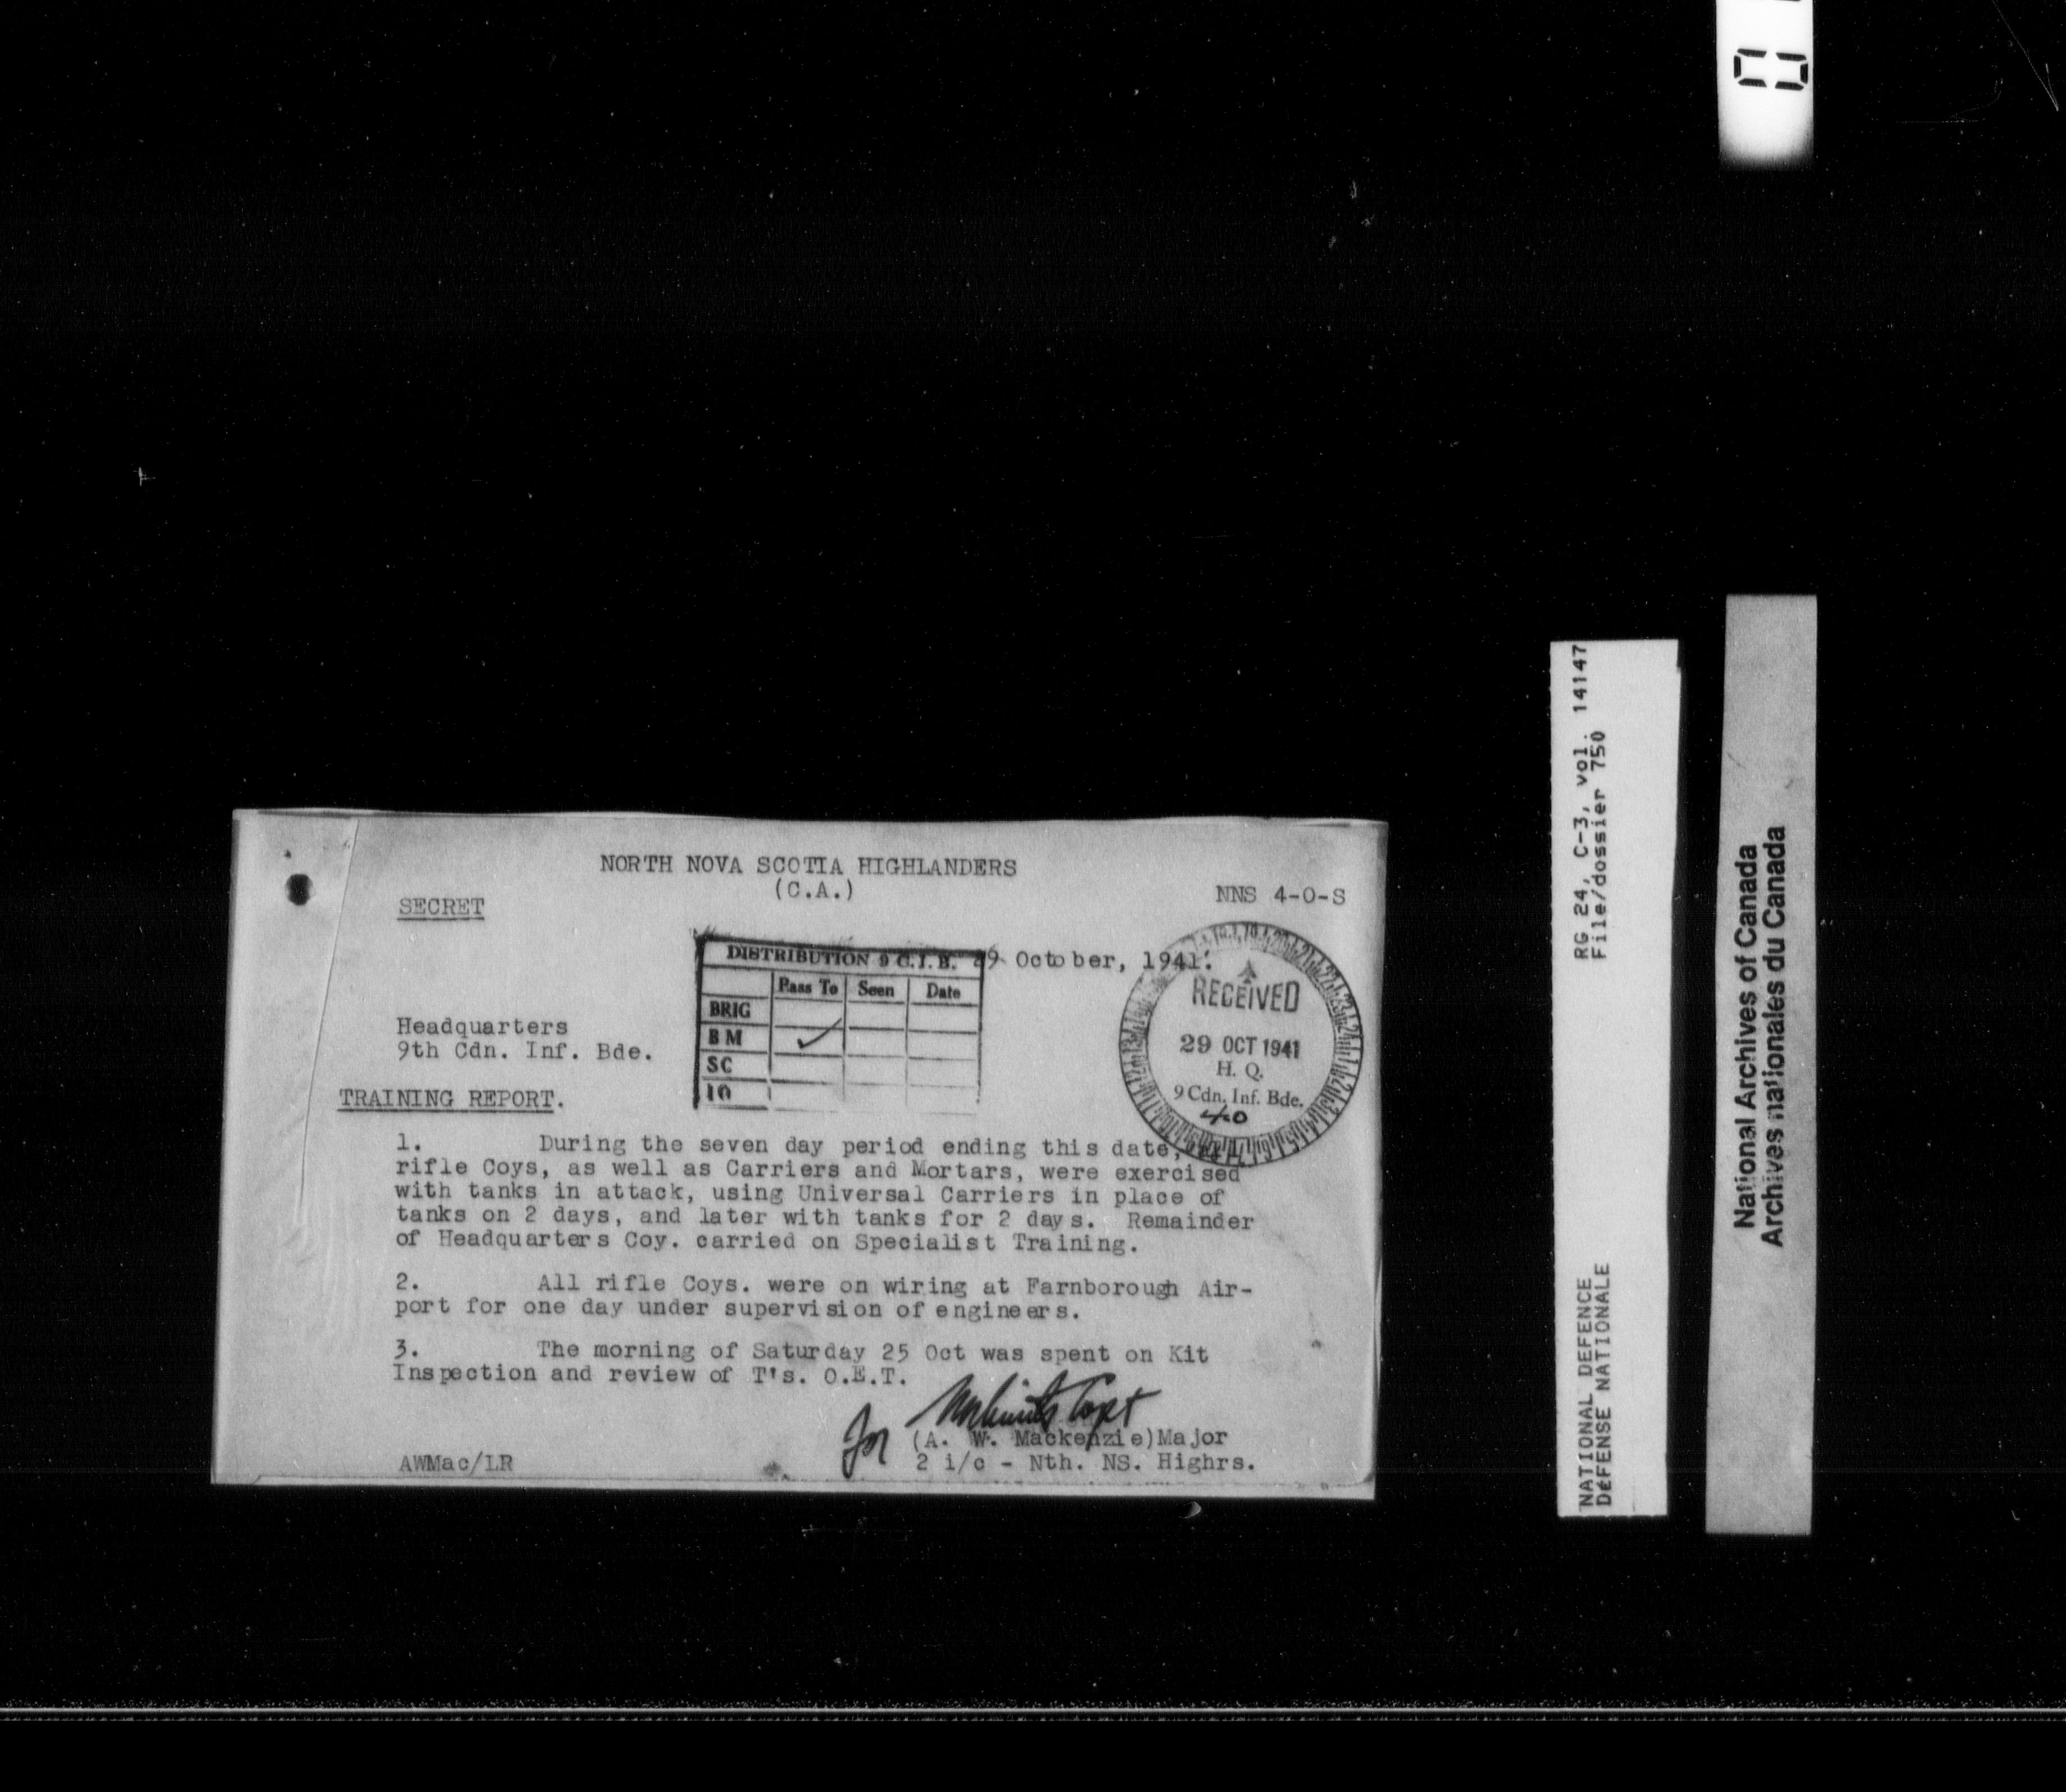 NORTH NOVA SCOTIA HIGHLANDERS
(C.A.)
NNS 4-0-S
SECRET
29 October, 1941.
DISTRIBUTION 9 C.I.B.
Pass To Seen Date
BRIG
BM ✓
SC
IO
RECEIVED
29 OCT 1941
H. Q.
9 Cdn. Inf. Bde.
Headquarters
9th Cdn. Inf. Bde.
TRAINING REPORT.
1. During the seven day period ending this date, all
rifle Coys, as well as Carriers and Mortars, were exercised
with tanks in attack, using Universal Carriers in place of
tanks on 2 days, and later with tanks for 2 days. Remainder
of Headquarters Coy. carried on Specialist Training.
2. All rifle Coys. were on wiring at Farnborough Air-
port for one day under supervision of engineers.
3. The morning of Saturday 25 Oct was spent on Kit
Inspection and review of T's. O.E.T.
Capt
for (A. W. Mackenzie)Major
2 i/c - Nth. NS. Highrs.
AWMac/LR
RG 24, C-3, vol. 14147
File/dossier 750
NATIONAL DEFENCE
DéFENSE NATIONALE
National Archives of Canada
Archives nationales du Canada